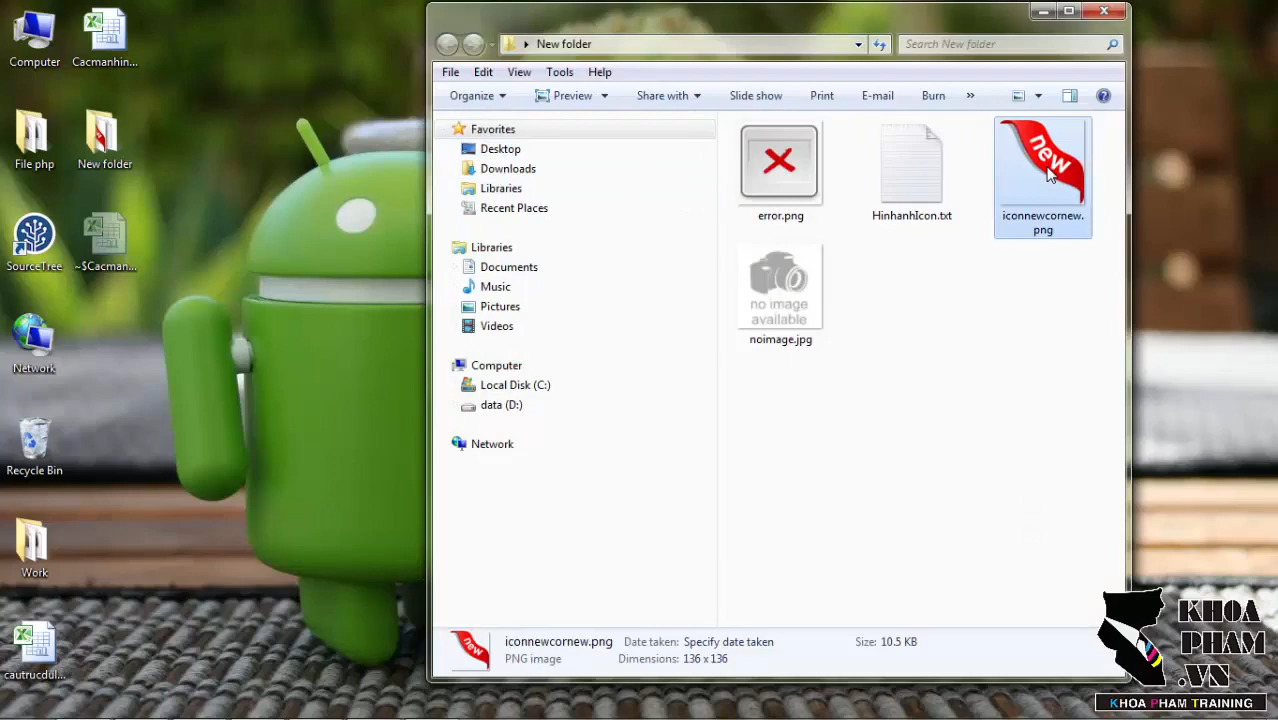 Computer
Cacmanhin...
File php
New folder
SourceTree
~$Cacman...
Network
Recycle Bin
Work
cautrucdul...
New folder
Search New folder
File Edit View Tools Help
Organize Preview Share with Slide show Print E-mail Burn »
Favorites
Desktop
Downloads
Libraries
Recent Places
Libraries
Documents
Music
Pictures
Videos
Computer
Local Disk (C:)
data (D:)
Network
error.png
HinhanhIcon.txt
new
iconnewcornew.
png
no image
available
noimage.jpg
new
iconnewcornew.png Date taken: Specify date taken Size: 10.5 KB
PNG image Dimensions: 136 x 136
KHOA
PHAM
.VN
KHOA PHAM TRAINING